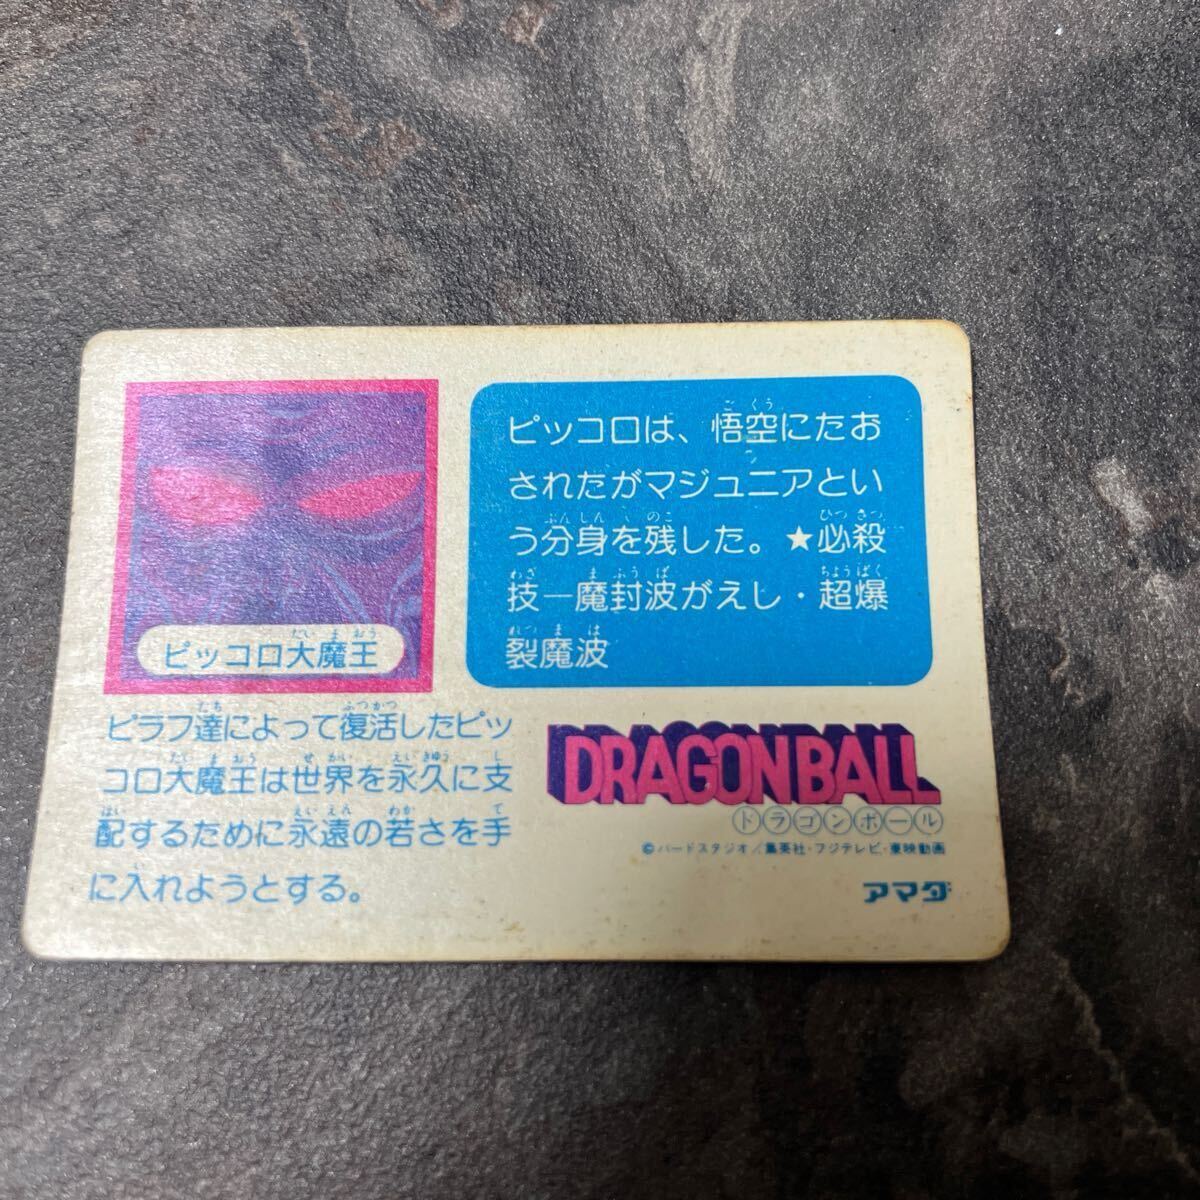 ピッコロ大魔王
ピラフ達によって復活したピッ
コロ大魔王は世界を永久に支
配するために永遠の若さを手
に入れようとする。
ピッコロは、悟空にたお
されたがマジュニアとい
う分身を残した。★必殺
技―魔封波がえし・超爆
裂魔波
DRAGONBALL
ドラゴンボール
©バードスタジオ/集英社・フジテレビ・東映動画
アマダ